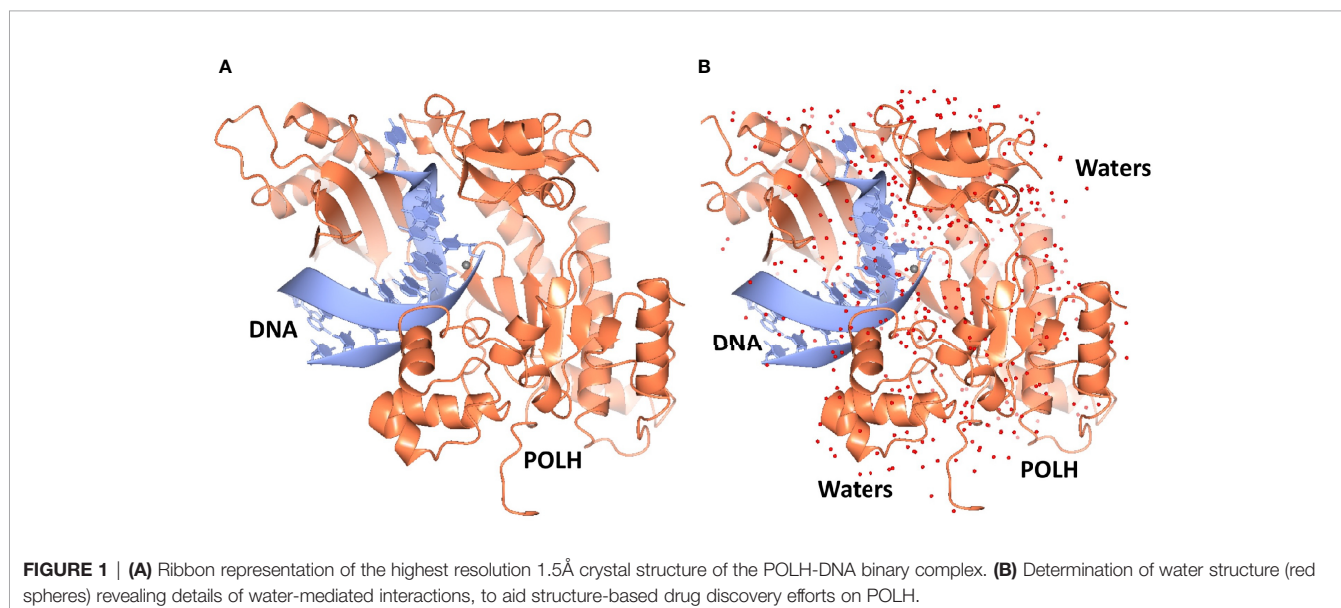 A
B
Waters
DNA
DNA
POLH
POLH
Waters
FIGURE 1 | (A) Ribbon representation of the highest resolution 1.5Å crystal structure of the POLH-DNA binary complex. (B) Determination of water structure (red
spheres) revealing details of water-mediated interactions, to aid structure-based drug discovery efforts on POLH.